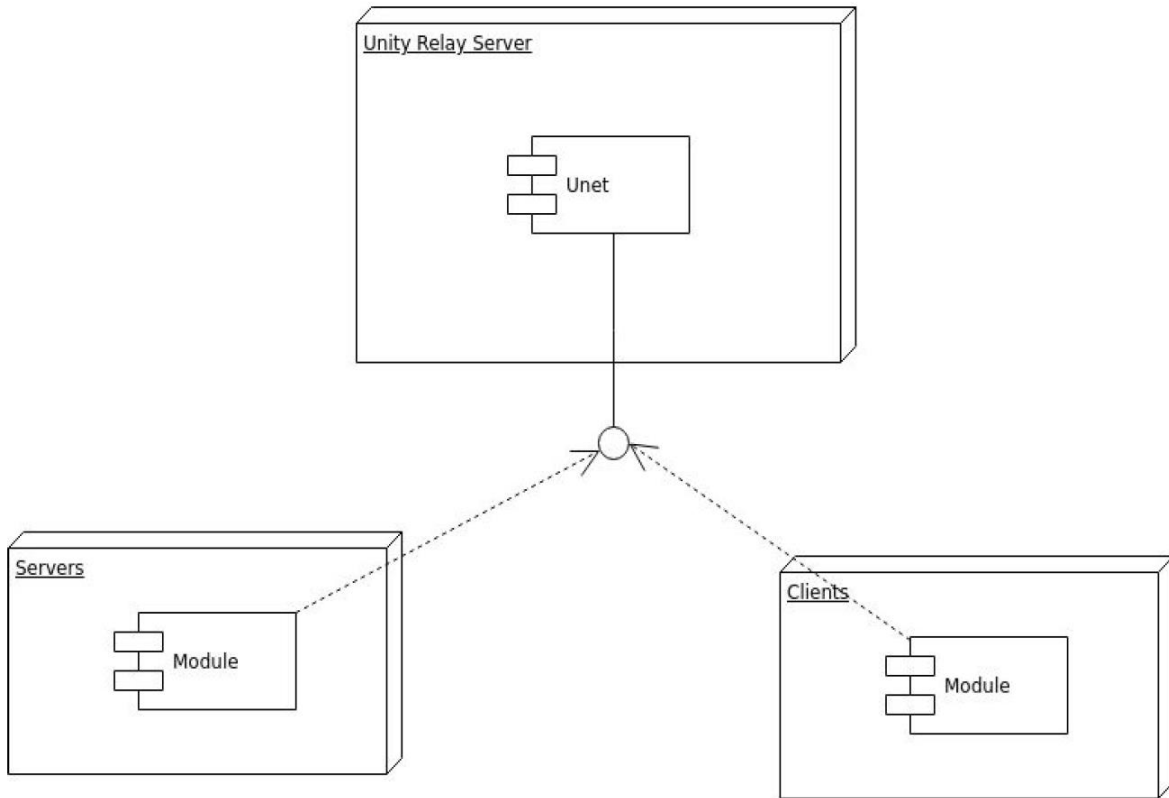 Unity Relay Server
Unet
Servers
Module
Clients
Module